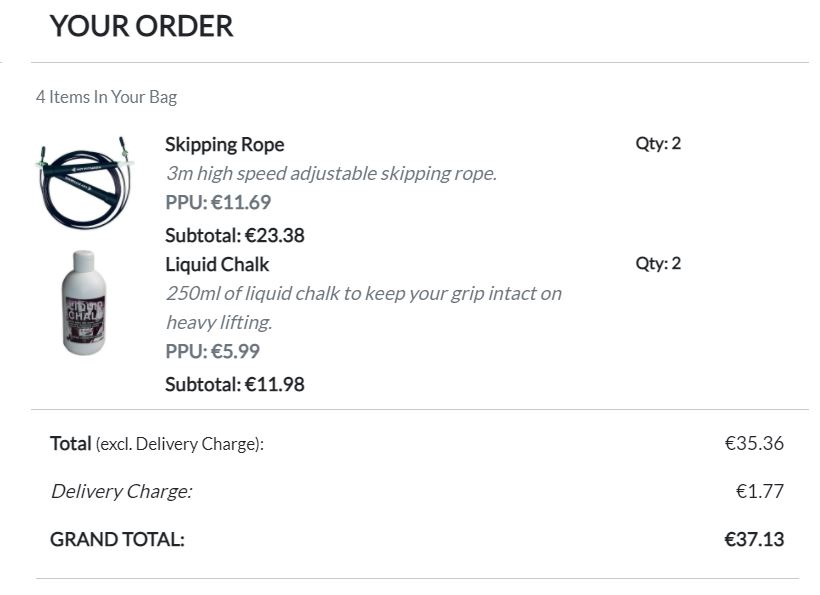 YOUR ORDER
4 Items In Your Bag
Skipping Rope
Qty: 2
3m high speed adjustable skipping rope.
PPU: €11.69
Subtotal: €23.38
Liquid Chalk
Qty: 2
250ml of liquid chalk to keep your grip intact on
heavy lifting.
PPU: €5.99
Subtotal: €11.98
LIQUID
CHALK
Total (excl. Delivery Charge): €35.36
Delivery Charge: €1.77
GRAND TOTAL: €37.13